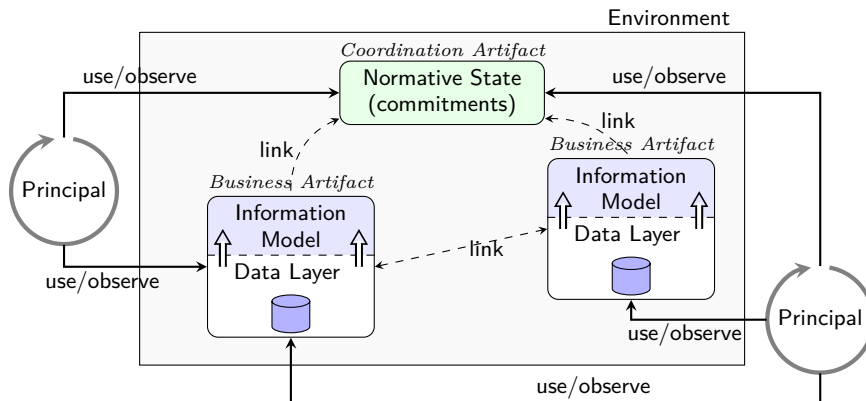 Environment
Coordination Artifact
use/observe
Normative State
(commitments)
use/observe
link
link
Business Artifact
Business Artifact
Principal
Information
Model
Information
Model
Data Layer
link
Data Layer
use/observe
Principal
use/observe
use/observe